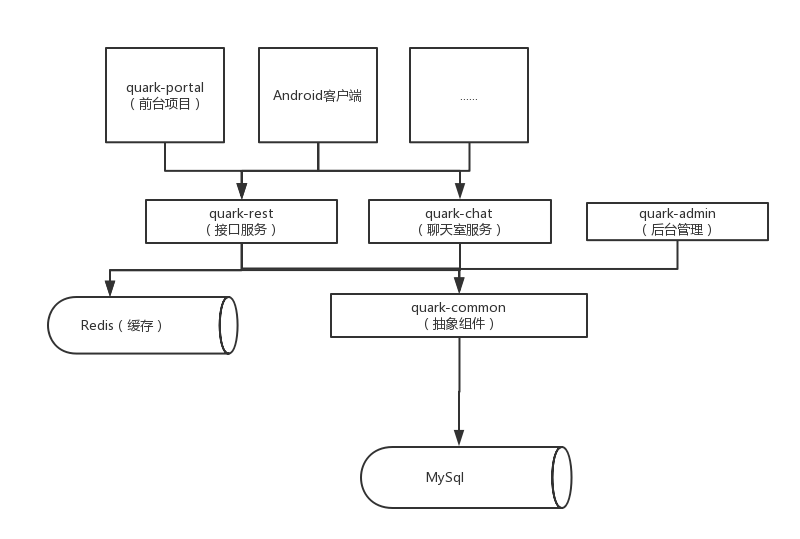 quark-portal
（前台项目）
Android客户端
......
quark-rest
（接口服务）
quark-chat
（聊天室服务）
quark-admin
（后台管理）
Redis（缓存）
quark-common
（抽象组件）
MySql